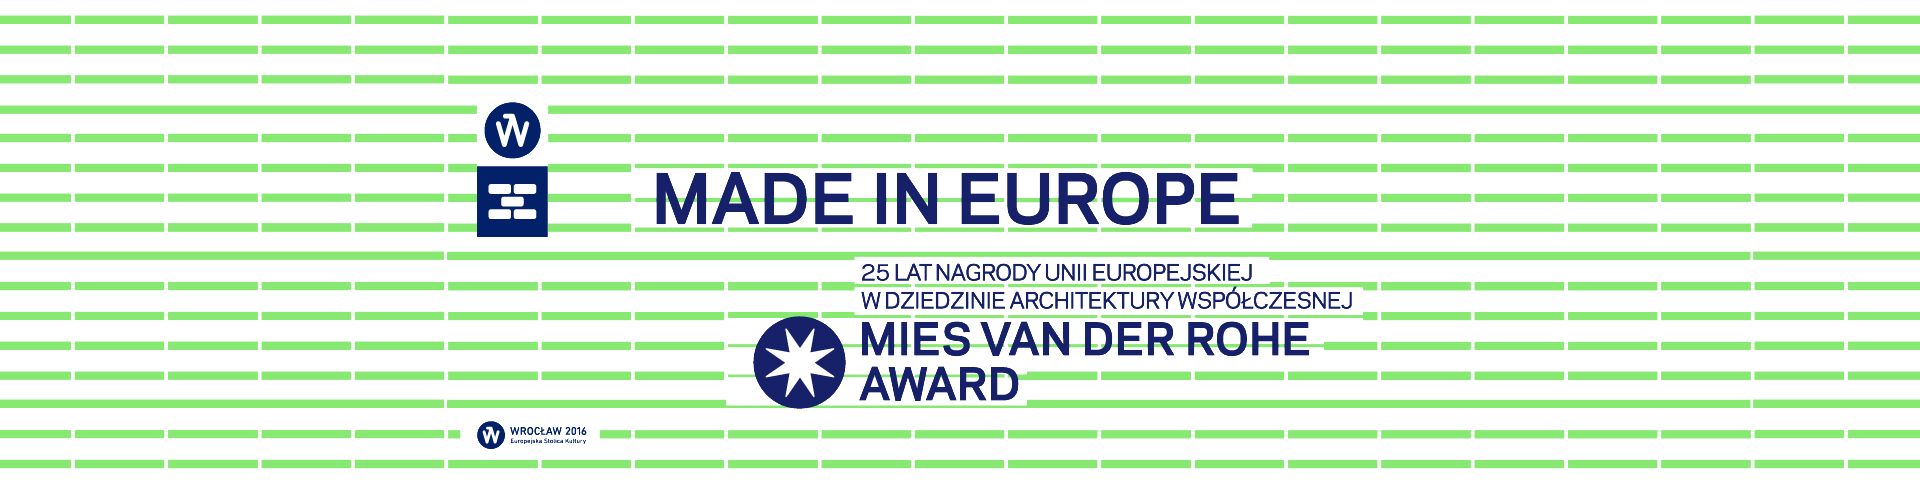 W
MADE IN EUROPE
25 LAT NAGRODY UNII EUROPEJSKIEJ
W DZIEDZINIE ARCHITEKTURY WSPÓŁCZESNEJ
MIES VAN DER ROHE
AWARD
W WROCŁAW 2016
Europejska Stolica Kultury